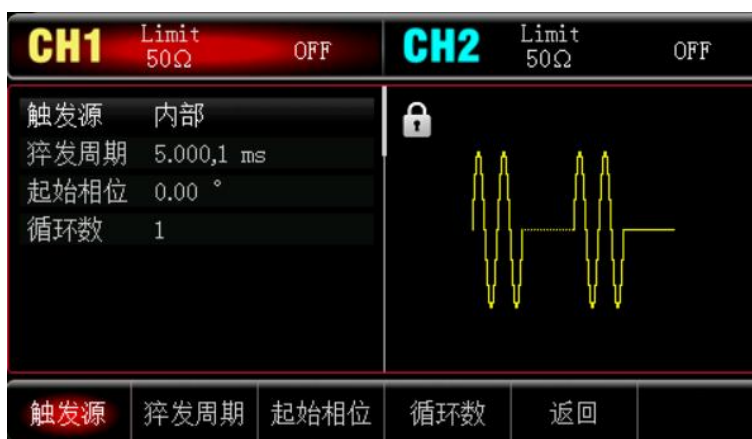 CH1 Limit 50Ω OFF CH2 Limit 50Ω OFF
触发源 内部
猝发周期 5.000,1 ms
起始相位 0.00 °
循环数 1
触发源 猝发周期 起始相位 循环数 返回